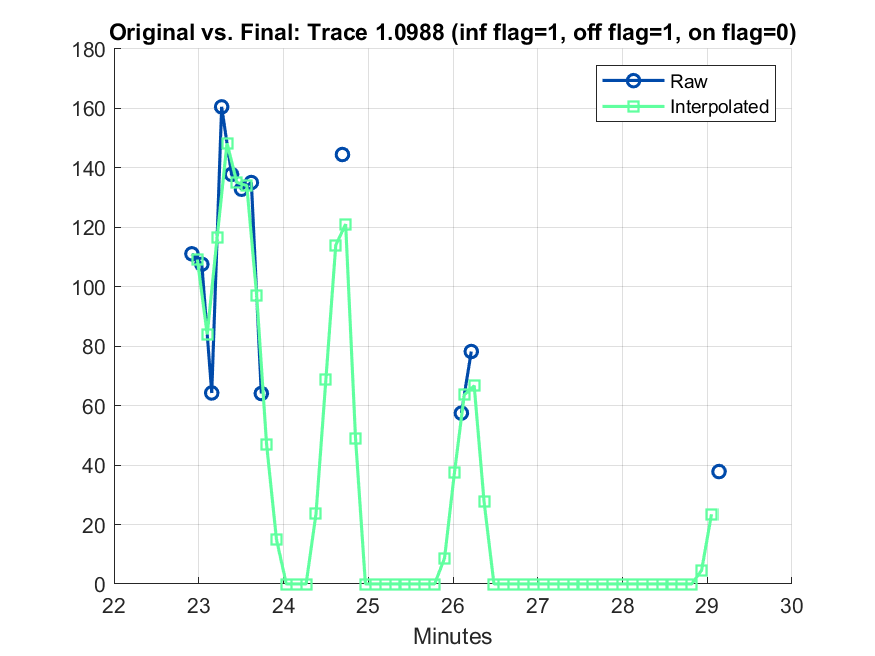 Original vs. Final: Trace 1.0988 (inf flag=1, off flag=1, on flag=0)
180
160
140
120
100
80
60
40
20
0
Raw
Interpolated
22 23 24 25 26 27 28 29 30
Minutes